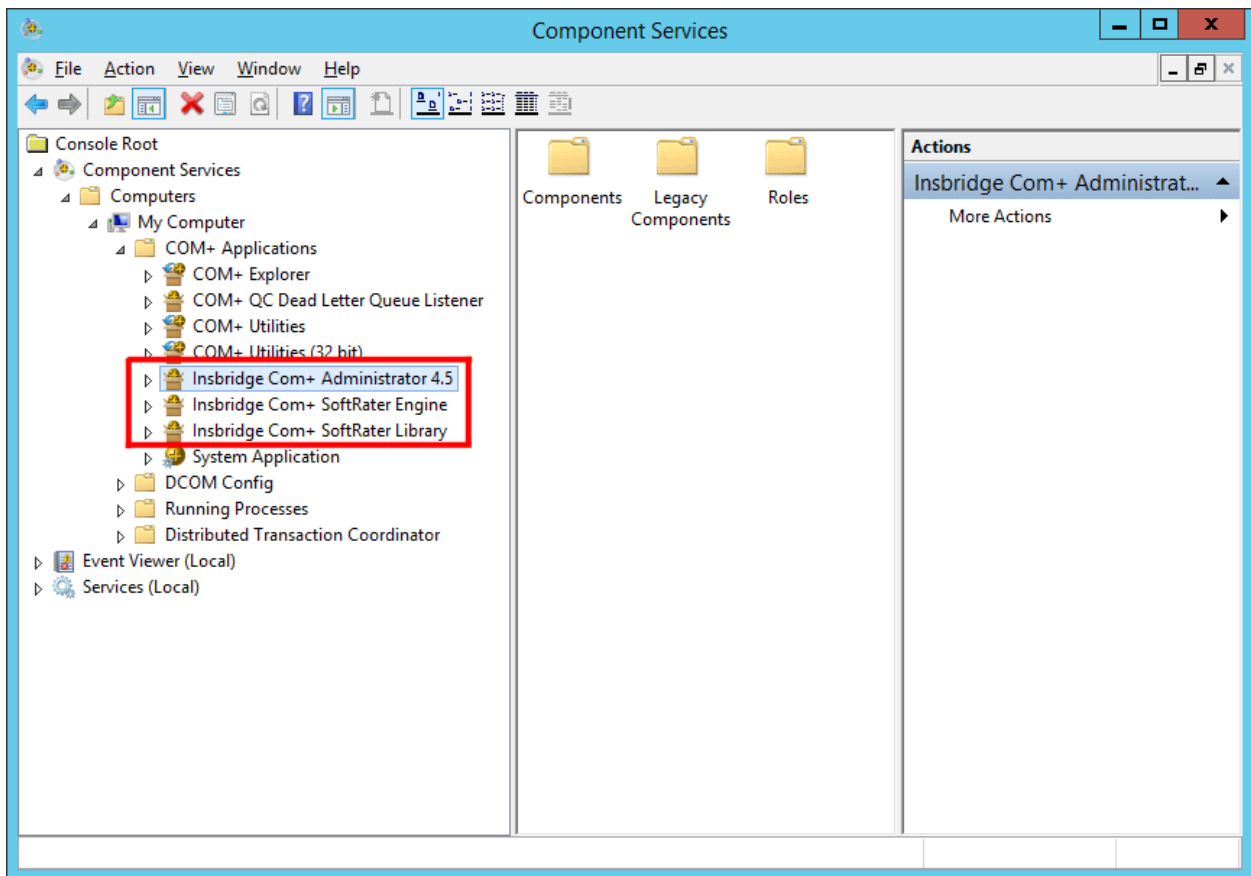 Component Services
File Action View Window Help
Console Root
Component Services
Computers
My Computer
COM+ Applications
COM+ Explorer
COM+ QC Dead Letter Queue Listener
COM+ Utilities
COM+ Utilities (32 bit)
Insbridge Com+ Administrator 4.5
Insbridge Com+ SoftRater Engine
Insbridge Com+ SoftRater Library
System Application
DCOM Config
Running Processes
Distributed Transaction Coordinator
Event Viewer (Local)
Services (Local)
Components
Legacy
Components
Roles
Actions
Insbridge Com+ Administrat...
More Actions